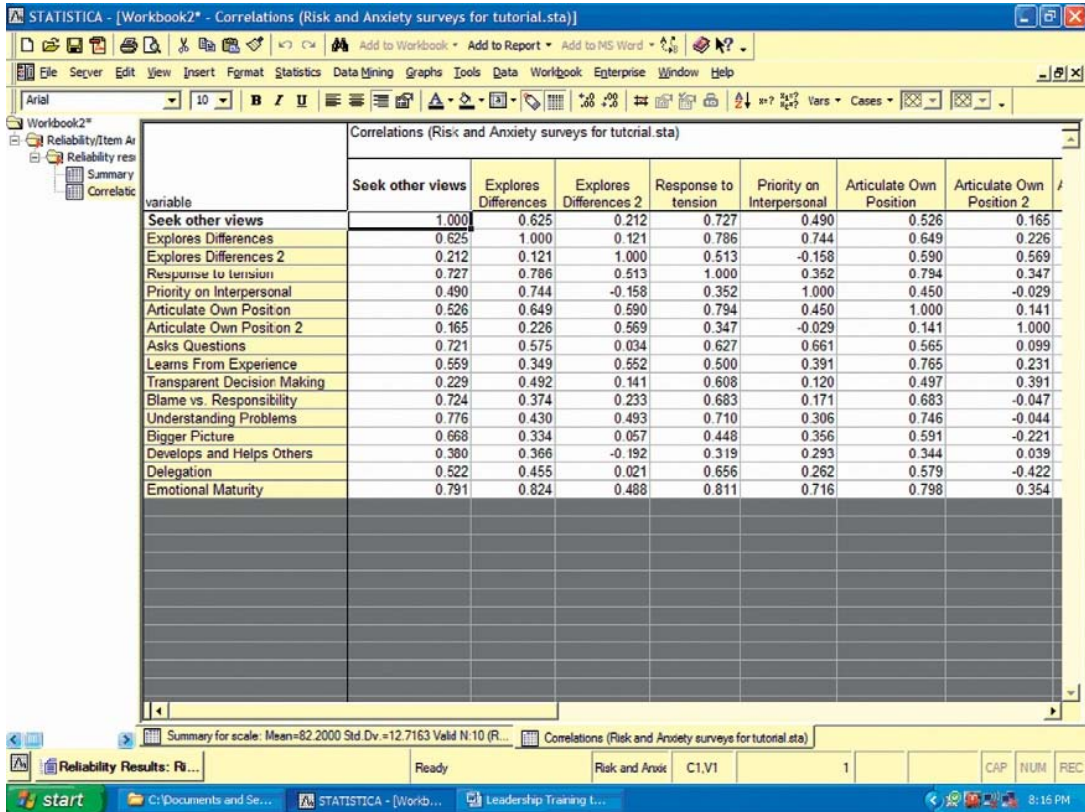 STATISTICA - [Workbook2* - Correlations (Risk and Anxiety surveys for tutorial.sta)]
Add to Workbook Add to Report Add to MS Word
File Server Edit View Insert Format Statistics Data Mining Graphs Tools Data Workbook Enterprise Window Help
Arial 10 B I U Vars Cases
Workbook2*
Reliability/Item An
Reliability resu
Summary
Correlatic
Correlations (Risk and Anxiety surveys for tutorial.sta)
variable Seek other views Explores Differences Explores Differences 2 Response to tension Priority on Interpersonal Articulate Own Position Articulate Own Position 2
Seek other views 1.000 0.625 0.212 0.727 0.490 0.526 0.165
Explores Differences 0.625 1.000 0.121 0.786 0.744 0.649 0.226
Explores Differences 2 0.212 0.121 1.000 0.513 -0.158 0.590 0.569
Response to tension 0.727 0.786 0.513 1.000 0.352 0.794 0.347
Priority on Interpersonal 0.490 0.744 -0.158 0.352 1.000 0.450 -0.029
Articulate Own Position 0.526 0.649 0.590 0.794 0.450 1.000 0.141
Articulate Own Position 2 0.165 0.226 0.569 0.347 -0.029 0.141 1.000
Asks Questions 0.721 0.575 0.034 0.627 0.661 0.565 0.099
Learns From Experience 0.559 0.349 0.552 0.500 0.391 0.765 0.231
Transparent Decision Making 0.229 0.492 0.141 0.608 0.120 0.497 0.391
Blame vs. Responsibility 0.724 0.374 0.233 0.683 0.171 0.683 -0.047
Understanding Problems 0.776 0.430 0.493 0.710 0.306 0.746 -0.044
Bigger Picture 0.668 0.334 0.057 0.448 0.356 0.591 -0.221
Develops and Helps Others 0.380 0.366 -0.192 0.319 0.293 0.344 0.039
Delegation 0.522 0.455 0.021 0.656 0.262 0.579 -0.422
Emotional Maturity 0.791 0.824 0.488 0.811 0.716 0.798 0.354
Summary for scale: Mean=82.2000 Std.Dv.=12.7163 Valid N:10 (R... Correlations (Risk and Anxiety surveys for tutorial.sta)
Reliability Results: Ri... Ready Risk and Anxie C1,V1 1 CAP NUM REC
start C:\Documents and Se... STATISTICA - [Workb... Leadership Training t... 8:16 PM